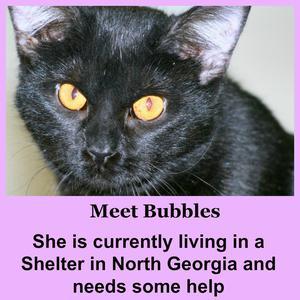 Meet Bubbles
She is currently living in a
Shelter in North Georgia and
needs some help